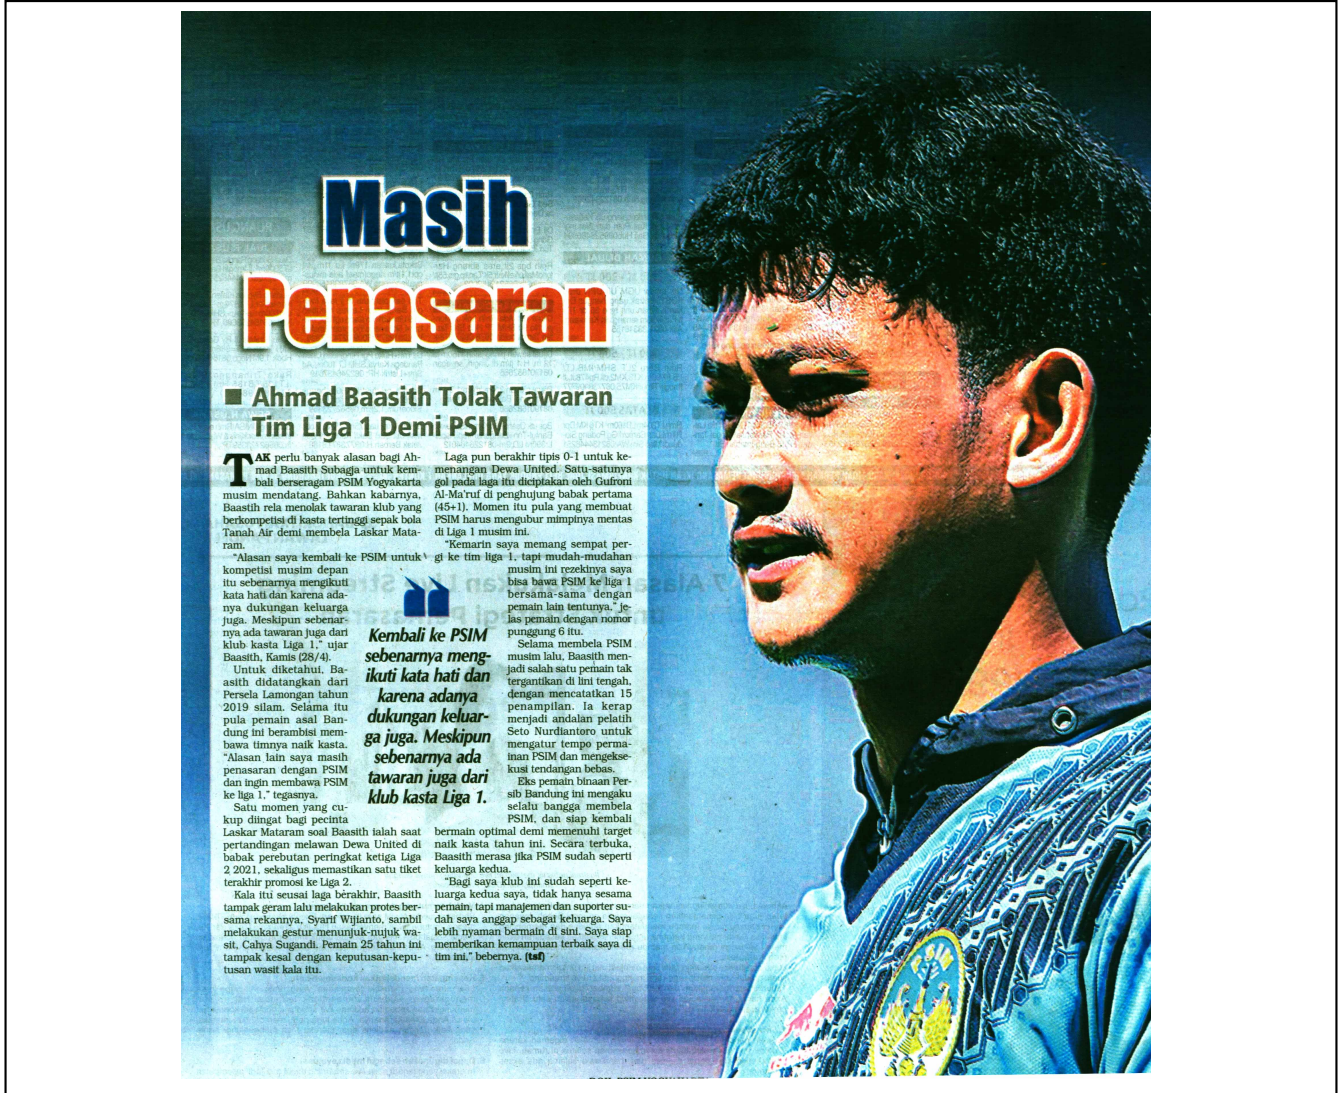 Masih
Penasaran
■ Ahmad Baasith Tolak Tawaran
Tim Liga 1 Demi PSIM
TAK perlu banyak alasan bagi Ah-
mad Baasith Subagja untuk kem-
bali berseragam PSIM Yogyakarta
musim mendatang. Bahkan kabarnya,
Baastih rela menolak tawaran klub yang
berkompetisi di kasta tertinggi sepak bola
Tanah Air demi membela Laskar Mata-
ram.
"Alasan saya kembali ke PSIM untuk
kompetisi musim depan
itu sebenarnya mengikuti
kata hati dan karena ada-
nya dukungan keluarga
juga. Meskipun sebenar-
nya ada tawaran juga dari
klub kasta Liga 1," ujar
Baasith, Kamis (28/4).
Untuk diketahui, Ba-
asith didatangkan dari
Persela Lamongan tahun
2019 silam. Selama itu
pula pemain asal Ban-
dung ini berambisi mem-
bawa timnya naik kasta.
"Alasan lain saya masih
penasaran dengan PSIM
dan ingin membawa PSIM
ke liga 1," tegasnya.
Satu momen yang cu-
kup diingat bagi pecinta
Laskar Mataram soal Baasith ialah saat
pertandingan melawan Dewa United di
babak perebutan peringkat ketiga Liga
2 2021, sekaligus memastikan satu tiket
terakhir promosi ke Liga 2.
Kala itu seusai laga berakhir, Baasith
tampak geram lalu melakukan protes ber-
sama rekannya, Syarif Wijianto, sambil
melakukan gestur menunjuk-nujuk wa-
sit, Cahya Sugandi. Pemain 25 tahun ini
tampak kesal dengan keputusan-kepu-
tusan wasit kala itu.
Kembali ke PSIM
sebenarnya meng-
ikuti kata hati dan
karena adanya
dukungan keluar-
ga juga. Meskipun
sebenarnya ada
tawaran juga dari
klub kasta Liga 1.
Laga pun berakhir tipis 0-1 untuk ke-
menangan Dewa United. Satu-satunya
gol pada laga itu diciptakan oleh Gufroni
Al-Ma'ruf di penghujung babak pertama
(45+1). Momen itu pula yang membuat
PSIM harus mengubur mimpinya mentas
di Liga 1 musim ini.
"Kemarin saya memang sempat per-
gi ke tim liga 1, tapi mudah-mudahan
musim ini rezekinya saya
bisa bawa PSIM ke liga 1
bersama-sama dengan
pemain lain tentunya," je-
las pemain dengan nomor
punggung 6 itu.
Selama membela PSIM
musim lalu, Baasith men-
jadi salah satu pemain tak
tergantikan di lini tengah,
dengan mencatatkan 15
penampilan. Ia kerap
menjadi andalan pelatih
Seto Nurdiantoro untuk
mengatur tempo perma-
inan PSIM dan mengekse-
kusi tendangan bebas.
Eks pemain binaan Per-
sib Bandung ini mengaku
selalu bangga membela
PSIM, dan siap kembali
bermain optimal demi memenuhi target
naik kasta tahun ini. Secara terbuka,
Baasith merasa jika PSIM sudah seperti
keluarga kedua.
"Bagi saya klub ini sudah seperti ke-
luarga kedua saya, tidak hanya sesama
pemain, tapi manajemen dan suporter su-
dah saya anggap sebagai keluarga. Saya
lebih nyaman bermain di sini. Saya siap
memberikan kemampuan terbaik saya di
tim ini," bebernya. (tsf)